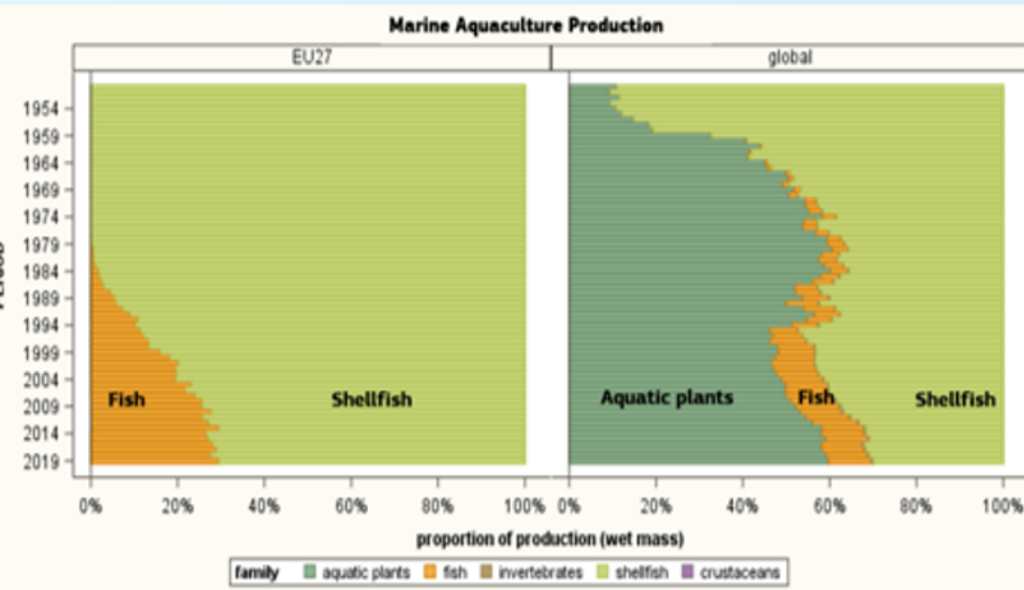 Marine Aquaculture Production
EU27 global
1954
1959
1964
1969
1974
1979
1984
1989
1994
1999
2004
2009
2014
2019
Fish Shellfish Aquatic plants Fish Shellfish
0% 20% 40% 60% 80% 100% 0% 20% 40% 60% 80% 100%
proportion of production (wet mass)
family aquatic plants fish invertebrates shellfish crustaceans